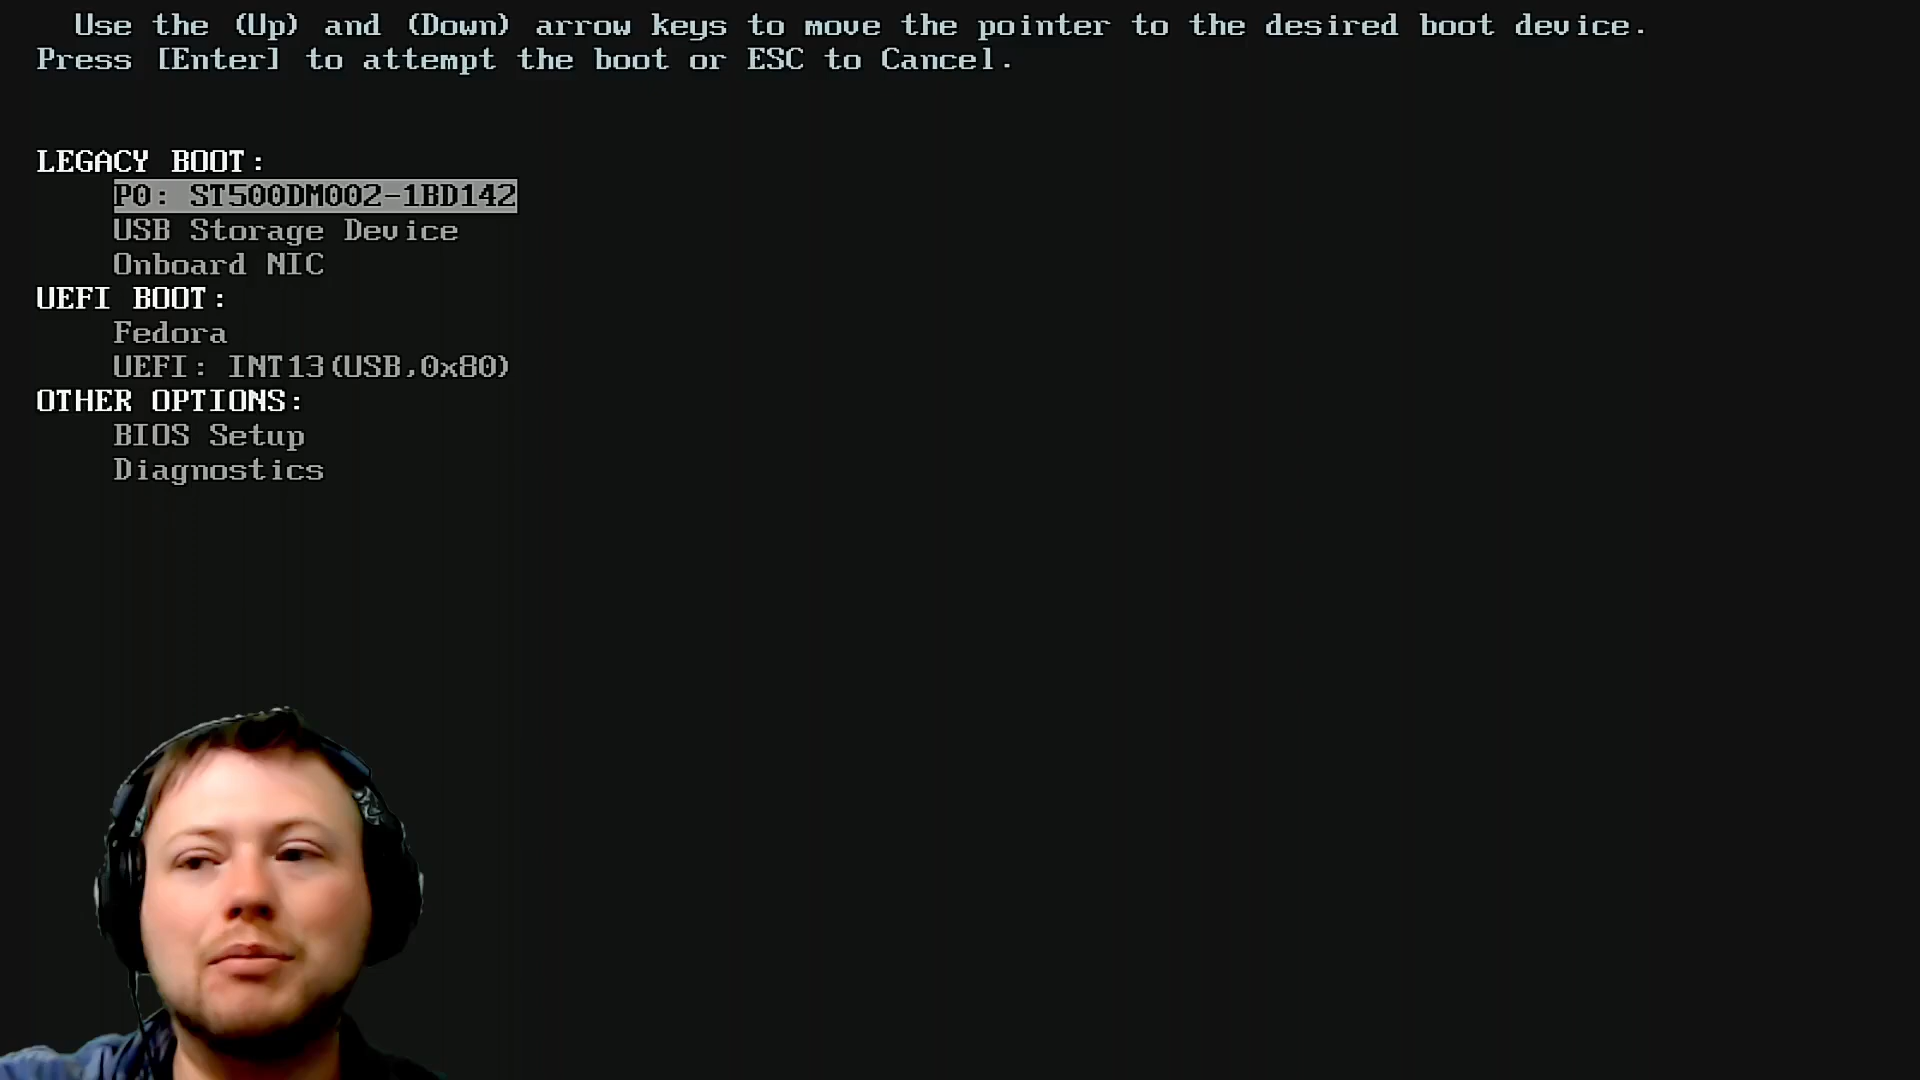 Use the (Up) and (Down) arrow keys to move the pointer to the desired boot device.
Press [Enter] to attempt the boot or ESC to Cancel.
LEGACY BOOT:
P0: ST500DM002-1BD142
USB Storage Device
Onboard NIC
UEFI BOOT:
Fedora
UEFI: INT13(USB,0x80)
OTHER OPTIONS:
BIOS Setup
Diagnostics